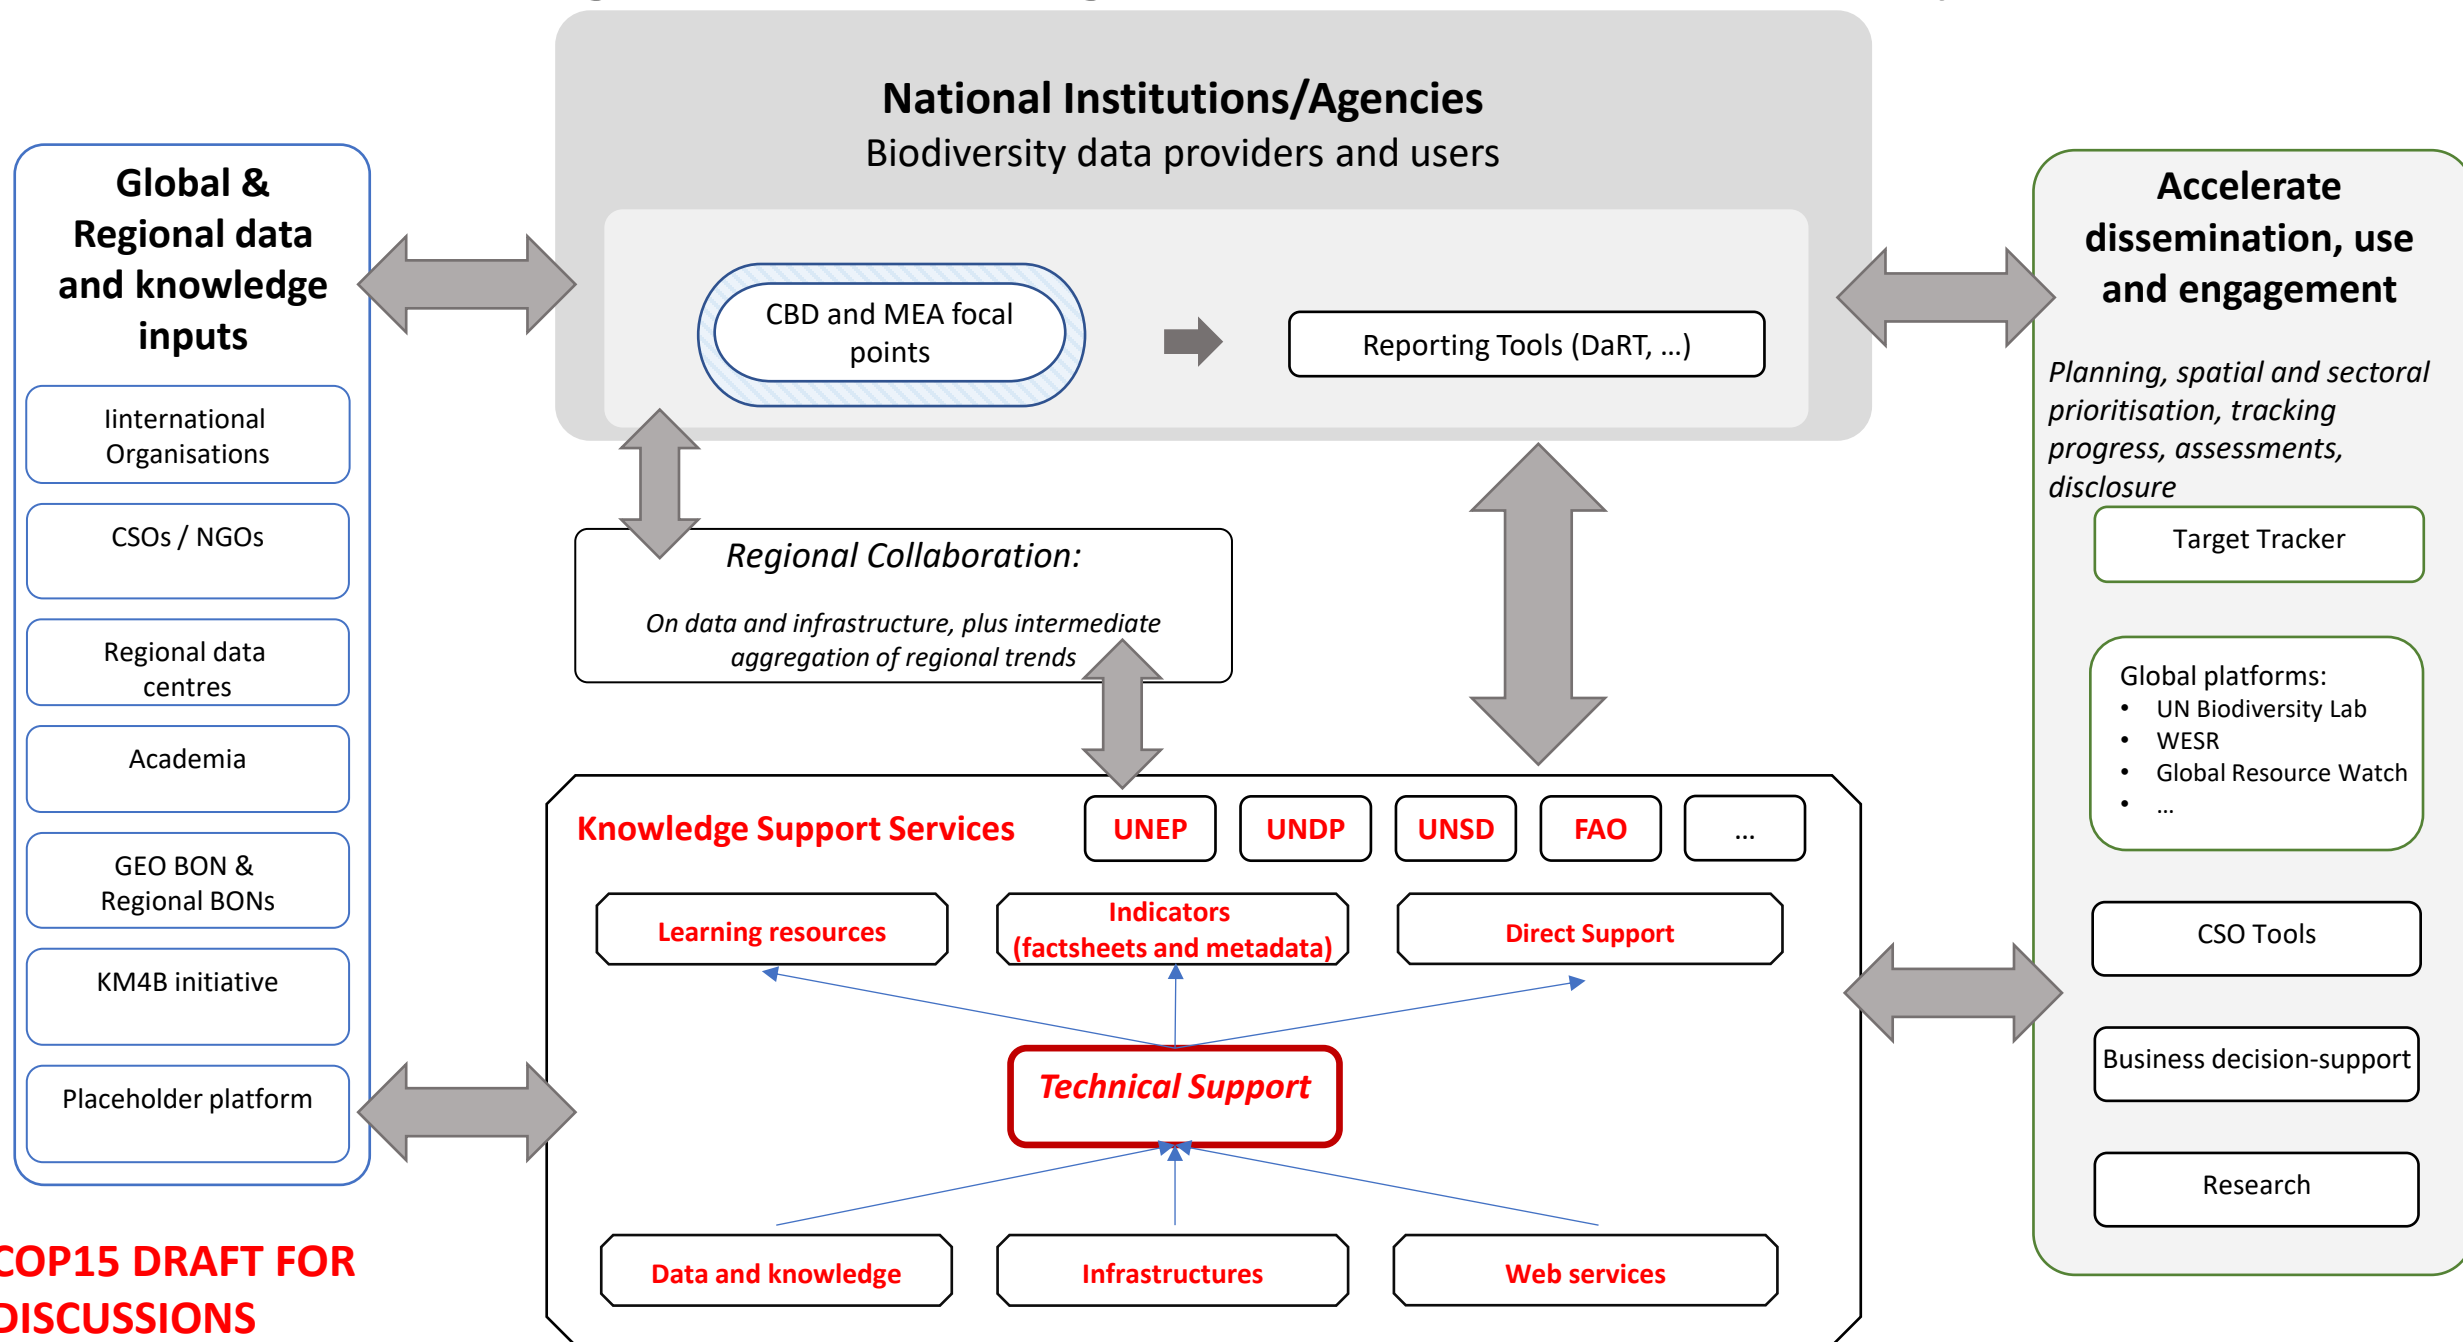 National Institutions/Agencies
Biodiversity data providers and users
Global &
Regional data
and knowledge
inputs
Iinternational
Organisations
CSOs / NGOs
Regional data
centres
Academia
GEO BON &
Regional BONs
KM4B initiative
Placeholder platform
CBD and MEA focal
points
Reporting Tools (DaRT, ...)
Regional Collaboration:
On data and infrastructure, plus intermediate
aggregation of regional trends
Knowledge Support Services
UNEP
UNDP
UNSD
FAO
...
Learning resources
Indicators
(factsheets and metadata)
Direct Support
Technical Support
Data and knowledge
Infrastructures
Web services
Accelerate
dissemination, use
and engagement
Planning, spatial and sectoral
prioritisation, tracking
progress, assessments,
disclosure
Target Tracker
Global platforms:
• UN Biodiversity Lab
• WESR
• Global Resource Watch
• ...
CSO Tools
Business decision-support
Research
COP15 DRAFT FOR
DISCUSSIONS